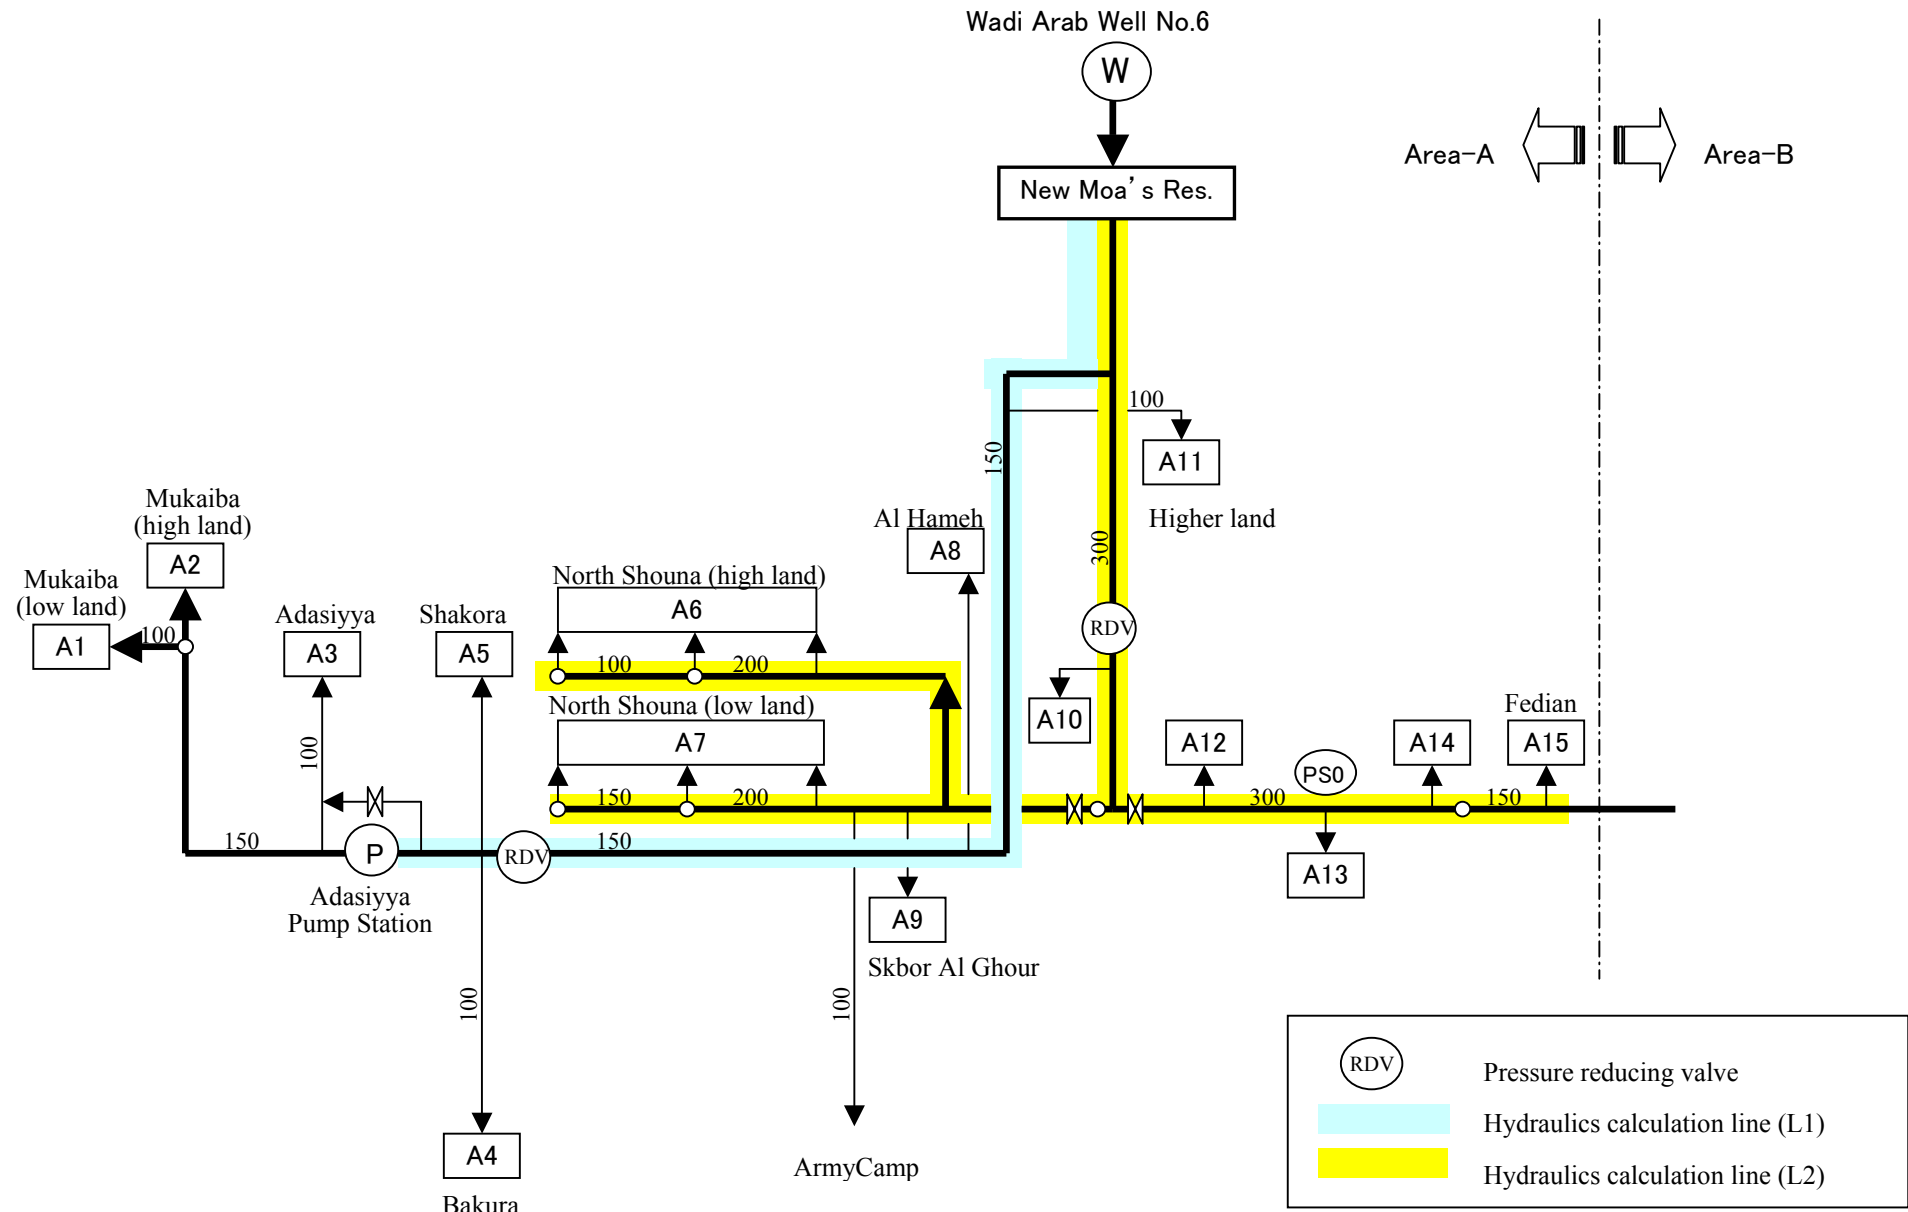 Wadi Arab Well No.6
W
New Moa's Res.
Area-A
Area-B
100
150
A11
Higher land
300
Al Hameh
A8
Mukaiba
(high land)
A2
Mukaiba
(low land)
A1
100
Adasiyya
A3
Shakora
A5
North Shouna (high land)
A6
100
200
RDV
North Shouna (low land)
A7
A10
Fedian
A12
A14
A15
PS0
100
150
200
300
150
150
P
RDV
150
A13
Adasiyya
Pump Station
A9
Skbor Al Ghour
100
100
A4
Bakura
ArmyCamp
RDV
Pressure reducing valve
Hydraulics calculation line (L1)
Hydraulics calculation line (L2)